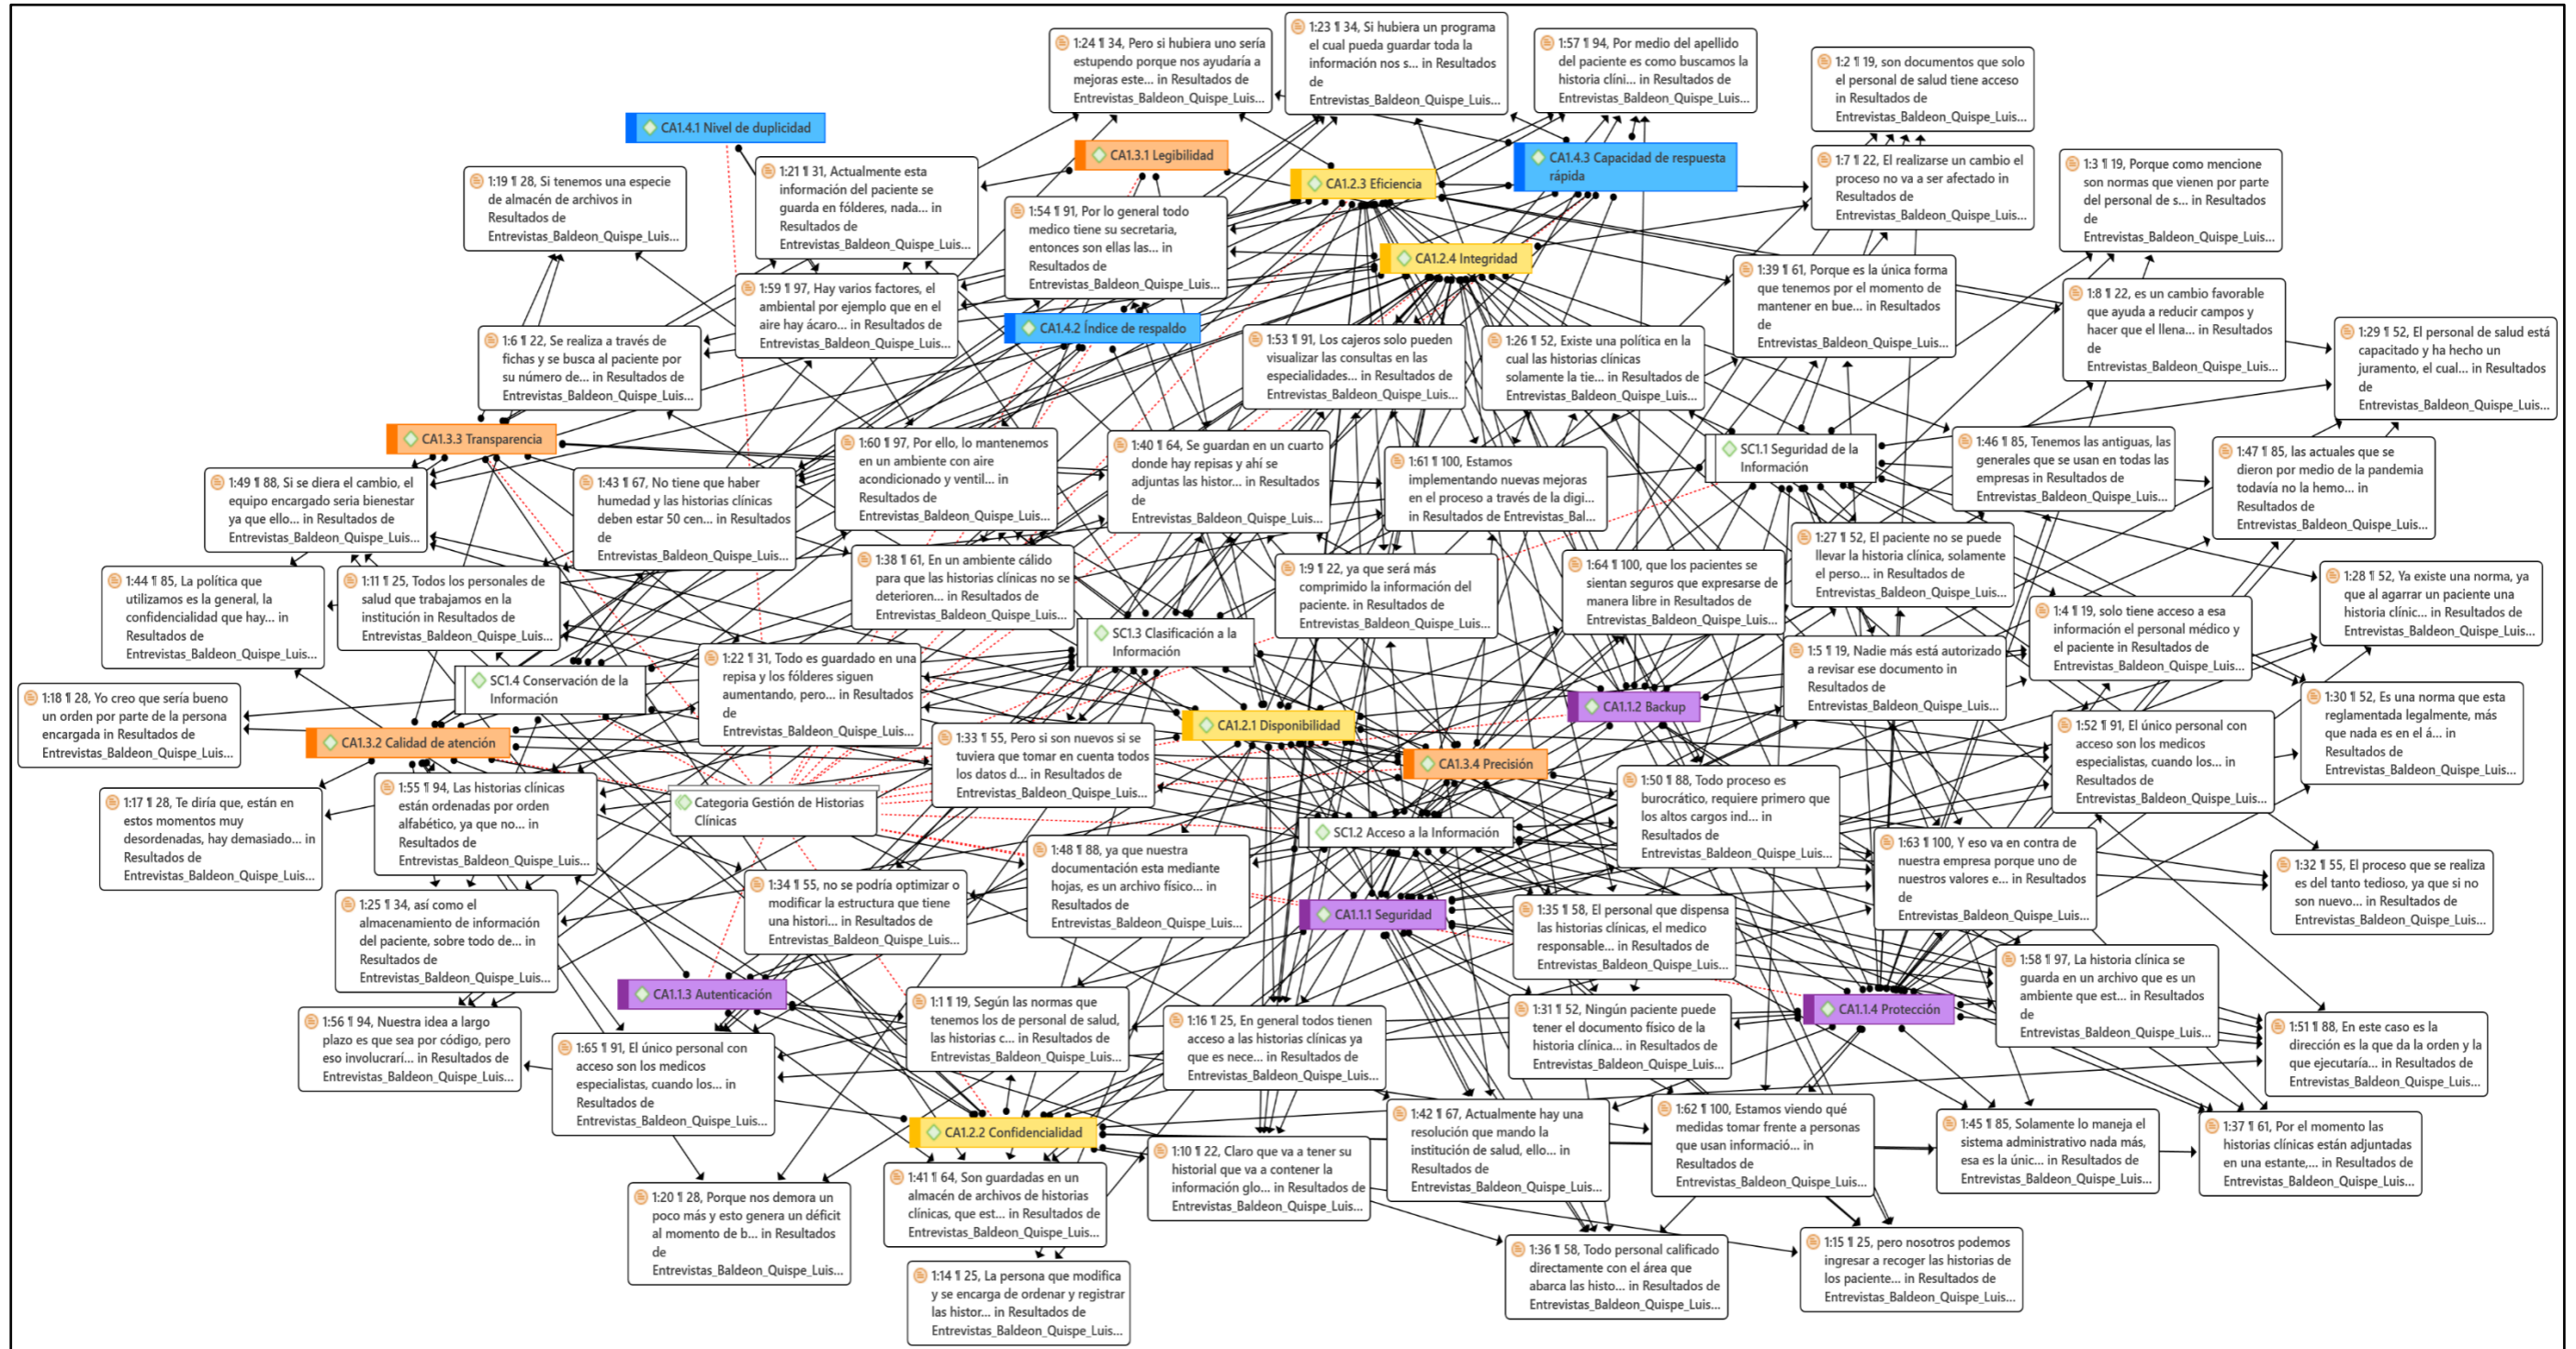 1:24 ¶ 34, Pero si hubiera uno sería
estupendo porque nos ayudaría a
mejoras este... in Resultados de
Entrevistas_Baldeon_Quispe_Luis...
1:23 ¶ 34, Si hubiera un programa
el cual pueda guardar toda la
información nos s... in Resultados
de
Entrevistas_Baldeon_Quispe_Luis...
1:57 ¶ 94, Por medio del apellido
del paciente es como buscamos la
historia clíni... in Resultados de
Entrevistas_Baldeon_Quispe_Luis...
1:2 ¶ 19, son documentos que solo
el personal de salud tiene acceso
in Resultados de
Entrevistas_Baldeon_Quispe_Luis...
CA1.4.1 Nivel de duplicidad
CA1.3.1 Legibilidad
CA1.4.3 Capacidad de respuesta
rápida
CA1.2.3 Eficiencia
1:19 ¶ 28, Si tenemos una especie
de almacén de archivos in
Resultados de
Entrevistas_Baldeon_Quispe_Luis...
1:21 ¶ 31, Actualmente esta
información del paciente se
guarda en fólderes, nada... in
Resultados de
Entrevistas_Baldeon_Quispe_Luis...
1:7 ¶ 22, El realizarse un cambio el
proceso no va a ser afectado in
Resultados de
Entrevistas_Baldeon_Quispe_Luis...
1:3 ¶ 19, Porque como mencione
son normas que vienen por parte
del personal de s... in Resultados
de
Entrevistas_Baldeon_Quispe_Luis...
1:54 ¶ 91, Por lo general todo
medico tiene su secretaria,
entonces son ellas las... in
Resultados de
Entrevistas_Baldeon_Quispe_Luis...
CA1.2.4 Integridad
1:59 ¶ 97, Hay varios factores, el
ambiental por ejemplo que en el
aire hay ácaro... in Resultados de
Entrevistas_Baldeon_Quispe_Luis...
1:39 ¶ 61, Porque es la única forma
que tenemos por el momento de
mantener en bue... in Resultados
de
Entrevistas_Baldeon_Quispe_Luis...
1:8 ¶ 22, es un cambio favorable
que ayuda a reducir campos y
hacer que el llena... in Resultados
de
Entrevistas_Baldeon_Quispe_Luis...
CA1.4.2 Índice de respaldo
1:6 ¶ 22, Se realiza a través de
fichas y se busca al paciente por
su número de... in Resultados de
Entrevistas_Baldeon_Quispe_Luis...
1:53 ¶ 91, Los cajeros solo pueden
visualizar las consultas en las
especialidades... in Resultados de
Entrevistas_Baldeon_Quispe_Luis...
1:26 ¶ 52, Existe una política en la
cual las historias clínicas
solamente la tie... in Resultados de
Entrevistas_Baldeon_Quispe_Luis...
1:29 ¶ 52, El personal de salud está
capacitado y ha hecho un
juramento, el cual... in Resultados
de
Entrevistas_Baldeon_Quispe_Luis...
CA1.3.3 Transparencia
1:60 ¶ 97, Por ello, lo mantenemos
en un ambiente con aire
acondicionado y ventil... in
Resultados de
Entrevistas_Baldeon_Quispe_Luis...
1:40 ¶ 64, Se guardan en un cuarto
donde hay repisas y ahí se
adjuntas las histor... in Resultados
de
Entrevistas_Baldeon_Quispe_Luis...
1:61 ¶ 100, Estamos
implementando nuevas mejoras
en el proceso a través de la digi...
in Resultados de Entrevistas_Bal...
SC1.1 Seguridad de la
Información
1:46 ¶ 85, Tenemos las antiguas, las
generales que se usan en todas las
empresas in Resultados de
Entrevistas_Baldeon_Quispe_Luis...
1:47 ¶ 85, las actuales que se
dieron por medio de la pandemia
todavía no la hemo... in
Resultados de
Entrevistas_Baldeon_Quispe_Luis...
1:49 ¶ 88, Si se diera el cambio, el
equipo encargado seria bienestar
ya que ello... in Resultados de
Entrevistas_Baldeon_Quispe_Luis...
1:43 ¶ 67, No tiene que haber
humedad y las historias clínicas
deben estar 50 cen... in Resultados
de
Entrevistas_Baldeon_Quispe_Luis...
1:38 ¶ 61, En un ambiente cálido
para que las historias clínicas no se
deterioren... in Resultados de
Entrevistas_Baldeon_Quispe_Luis...
1:9 ¶ 22, ya que será más
comprimido la información del
paciente. in Resultados de
Entrevistas_Baldeon_Quispe_Luis...
1:64 ¶ 100, que los pacientes se
sientan seguros que expresarse de
manera libre in Resultados de
Entrevistas_Baldeon_Quispe_Luis...
1:27 ¶ 52, El paciente no se puede
llevar la historia clínica, solamente
el perso... in Resultados de
Entrevistas_Baldeon_Quispe_Luis...
1:28 ¶ 52, Ya existe una norma, ya
que al agarrar un paciente una
historia clínic... in Resultados de
Entrevistas_Baldeon_Quispe_Luis...
1:44 ¶ 85, La política que
utilizamos es la general, la
confidencialidad que hay... in
Resultados de
Entrevistas_Baldeon_Quispe_Luis...
1:11 ¶ 25, Todos los personales de
salud que trabajamos en la
institución in Resultados de
Entrevistas_Baldeon_Quispe_Luis...
1:4 ¶ 19, solo tiene acceso a esa
información el personal médico y
el paciente in Resultados de
Entrevistas_Baldeon_Quispe_Luis...
SC1.3 Clasificación a la
Información
1:5 ¶ 19, Nadie más está autorizado
a revisar ese documento in
Resultados de
Entrevistas_Baldeon_Quispe_Luis...
1:22 ¶ 31, Todo es guardado en una
repisa y los fólderes siguen
aumentando, pero... in Resultados
de
Entrevistas_Baldeon_Quispe_Luis...
SC1.4 Conservación de la
Información
1:18 ¶ 28, Yo creo que sería bueno
un orden por parte de la persona
encargada in Resultados de
Entrevistas_Baldeon_Quispe_Luis...
CA1.1.2 Backup
1:30 ¶ 52, Es una norma que esta
reglamentada legalmente, más
que nada es en el á... in
Resultados de
Entrevistas_Baldeon_Quispe_Luis...
CA1.2.1 Disponibilidad
1:52 ¶ 91, El único personal con
acceso son los medicos
especialistas, cuando los... in
Resultados de
Entrevistas_Baldeon_Quispe_Luis...
CA1.3.2 Calidad de atención
1:33 ¶ 55, Pero si son nuevos si se
tuviera que tomar en cuenta todos
los datos d... in Resultados de
Entrevistas_Baldeon_Quispe_Luis...
CA1.3.4 Precisión
1:50 ¶ 88, Todo proceso es
burocrático, requiere primero que
los altos cargos ind... in
Resultados de
Entrevistas_Baldeon_Quispe_Luis...
1:17 ¶ 28, Te diría que, están en
estos momentos muy
desordenadas, hay demasiado... in
Resultados de
Entrevistas_Baldeon_Quispe_Luis...
1:55 ¶ 94, Las historias clínicas
están ordenadas por orden
alfabético, ya que no... in
Resultados de
Entrevistas_Baldeon_Quispe_Luis...
Categoria Gestión de Historias
Clínicas
SC1.2 Acceso a la Información
1:48 ¶ 88, ya que nuestra
documentación esta mediante
hojas, es un archivo físico... in
Resultados de
Entrevistas_Baldeon_Quispe_Luis...
1:63 ¶ 100, Y eso va en contra de
nuestra empresa porque uno de
nuestros valores e... in Resultados
de
Entrevistas_Baldeon_Quispe_Luis...
1:32 ¶ 55, El proceso que se realiza
es del tanto tedioso, ya que si no
son nuevo... in Resultados de
Entrevistas_Baldeon_Quispe_Luis...
1:34 ¶ 55, no se podría optimizar o
modificar la estructura que tiene
una histori... in Resultados de
Entrevistas_Baldeon_Quispe_Luis...
1:25 ¶ 34, así como el
almacenamiento de información
del paciente, sobre todo de... in
Resultados de
Entrevistas_Baldeon_Quispe_Luis...
CA1.1.1 Seguridad
1:35 ¶ 58, El personal que dispensa
las historias clínicas, el medico
responsable... in Resultados de
Entrevistas_Baldeon_Quispe_Luis...
1:58 ¶ 97, La historia clínica se
guarda en un archivo que es un
ambiente que est... in Resultados
de
Entrevistas_Baldeon_Quispe_Luis...
CA1.1.3 Autenticación
1:1 ¶ 19, Según las normas que
tenemos los de personal de salud,
las historias c... in Resultados de
Entrevistas_Baldeon_Quispe_Luis...
1:16 ¶ 25, En general todos tienen
acceso a las historias clínicas ya
que es nece... in Resultados de
Entrevistas_Baldeon_Quispe_Luis...
1:31 ¶ 52, Ningún paciente puede
tener el documento físico de la
historia clínica... in Resultados de
Entrevistas_Baldeon_Quispe_Luis...
CA1.1.4 Protección
1:56 ¶ 94, Nuestra idea a largo
plazo es que sea por código, pero
eso involucrarí... in Resultados de
Entrevistas_Baldeon_Quispe_Luis...
1:65 ¶ 91, El único personal con
acceso son los medicos
especialistas, cuando los... in
Resultados de
Entrevistas_Baldeon_Quispe_Luis...
1:51 ¶ 88, En este caso es la
dirección es la que da la orden y la
que ejecutaría... in Resultados de
Entrevistas_Baldeon_Quispe_Luis...
CA1.2.2 Confidencialidad
1:42 ¶ 67, Actualmente hay una
resolución que mando la
institución de salud, ello... in
Resultados de
Entrevistas_Baldeon_Quispe_Luis...
1:62 ¶ 100, Estamos viendo qué
medidas tomar frente a personas
que usan informació... in
Resultados de
Entrevistas_Baldeon_Quispe_Luis...
1:45 ¶ 85, Solamente lo maneja el
sistema administrativo nada más,
esa es la únic... in Resultados de
Entrevistas_Baldeon_Quispe_Luis...
1:37 ¶ 61, Por el momento las
historias clínicas están adjuntadas
en una estante,... in Resultados de
Entrevistas_Baldeon_Quispe_Luis...
1:10 ¶ 22, Claro que va a tener su
historial que va a contener la
información glo... in Resultados de
Entrevistas_Baldeon_Quispe_Luis...
1:41 ¶ 64, Son guardadas en un
almacén de archivos de historias
clínicas, que est... in Resultados de
Entrevistas_Baldeon_Quispe_Luis...
1:20 ¶ 28, Porque nos demora un
poco más y esto genera un déficit
al momento de b... in Resultados
de
Entrevistas_Baldeon_Quispe_Luis...
1:36 ¶ 58, Todo personal calificado
directamente con el área que
abarca las histo... in Resultados de
Entrevistas_Baldeon_Quispe_Luis...
1:15 ¶ 25, pero nosotros podemos
ingresar a recoger las historias de
los paciente... in Resultados de
Entrevistas_Baldeon_Quispe_Luis...
1:14 ¶ 25, La persona que modifica
y se encarga de ordenar y registrar
las histor... in Resultados de
Entrevistas_Baldeon_Quispe_Luis...